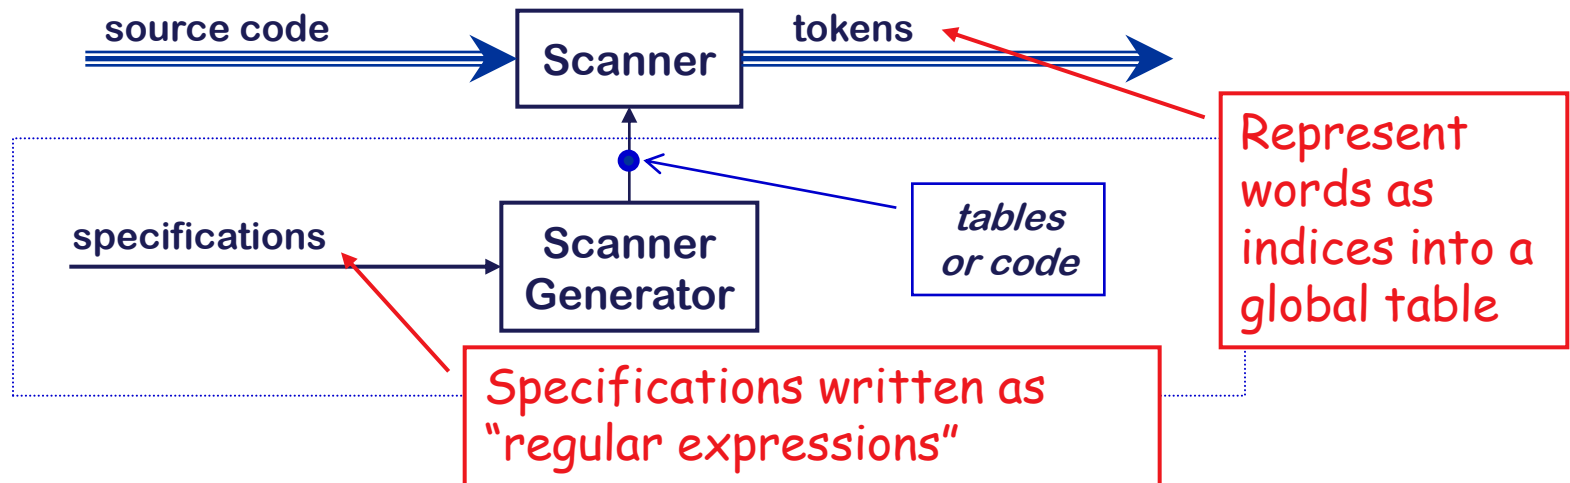 source code
Scanner
tokens
Represent
words as
indices into a
global table
specifications
Scanner
Generator
tables
or code
Specifications written as
“regular expressions”